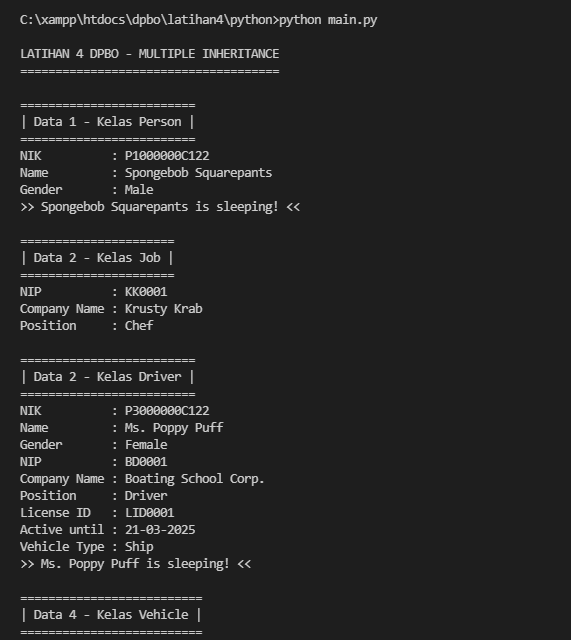 C:\xampp\htdocs\dpbo\latihan4\python>python main.py
LATIHAN 4 DPBO - MULTIPLE INHERITANCE
=====================================
=========================
| Data 1 - Kelas Person |
=========================
NIK          : P1000000C122
Name         : Spongebob Squarepants
Gender       : Male
>> Spongebob Squarepants is sleeping! <<
======================
| Data 2 - Kelas Job |
======================
NIP          : KK0001
Company Name : Krusty Krab
Position     : Chef
=========================
| Data 2 - Kelas Driver |
=========================
NIK          : P3000000C122
Name         : Ms. Poppy Puff
Gender       : Female
NIP          : BD0001
Company Name : Boating School Corp.
Position     : Driver
License ID   : LID0001
Active until : 21-03-2025
Vehicle Type : Ship
>> Ms. Poppy Puff is sleeping! <<
==========================
| Data 4 - Kelas Vehicle |
==========================